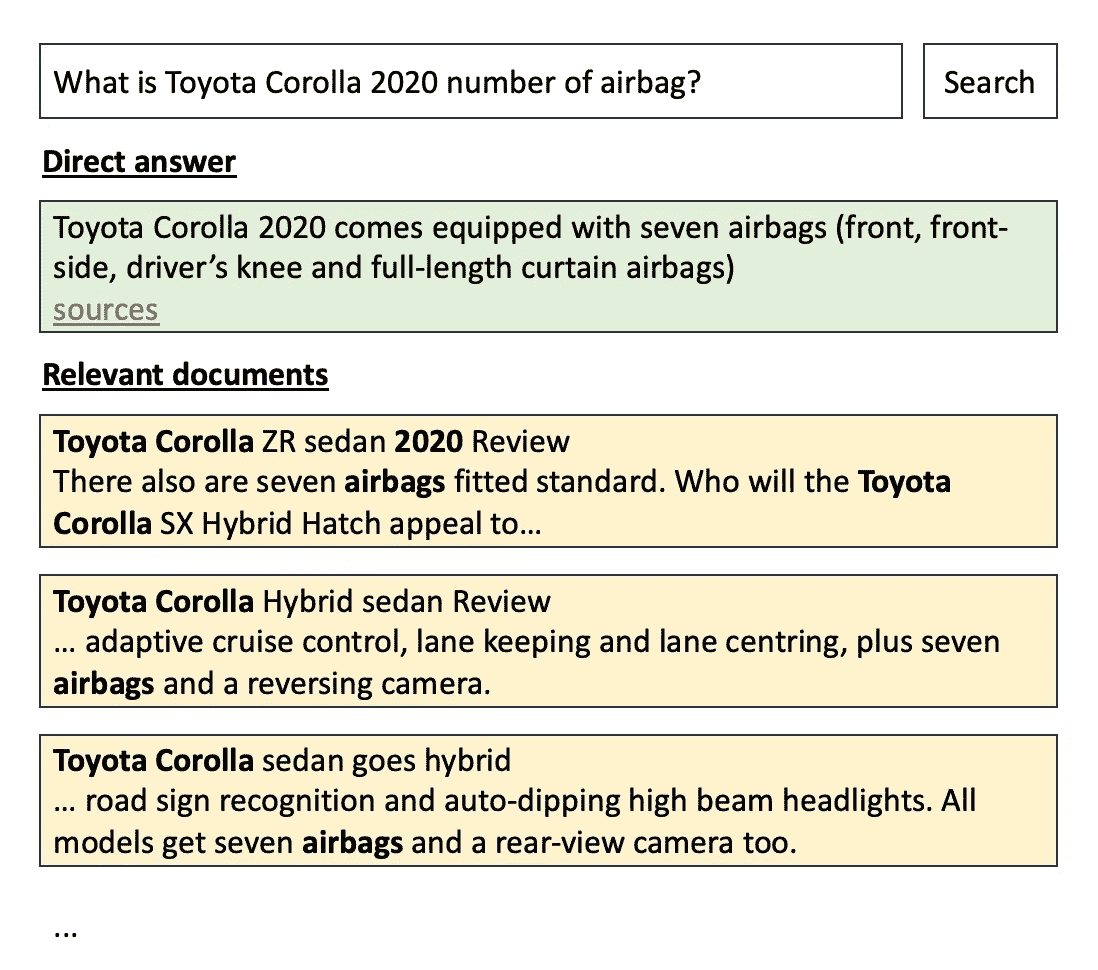 What is Toyota Corolla 2020 number of airbag?
Search
Direct answer
Toyota Corolla 2020 comes equipped with seven airbags (front, front-
side, driver’s knee and full-length curtain airbags)
sources
Relevant documents
Toyota Corolla ZR sedan 2020 Review
There also are seven airbags fitted standard. Who will the Toyota
Corolla SX Hybrid Hatch appeal to…
Toyota Corolla Hybrid sedan Review
… adaptive cruise control, lane keeping and lane centring, plus seven
airbags and a reversing camera.
Toyota Corolla sedan goes hybrid
… road sign recognition and auto-dipping high beam headlights. All
models get seven airbags and a rear-view camera too.
…